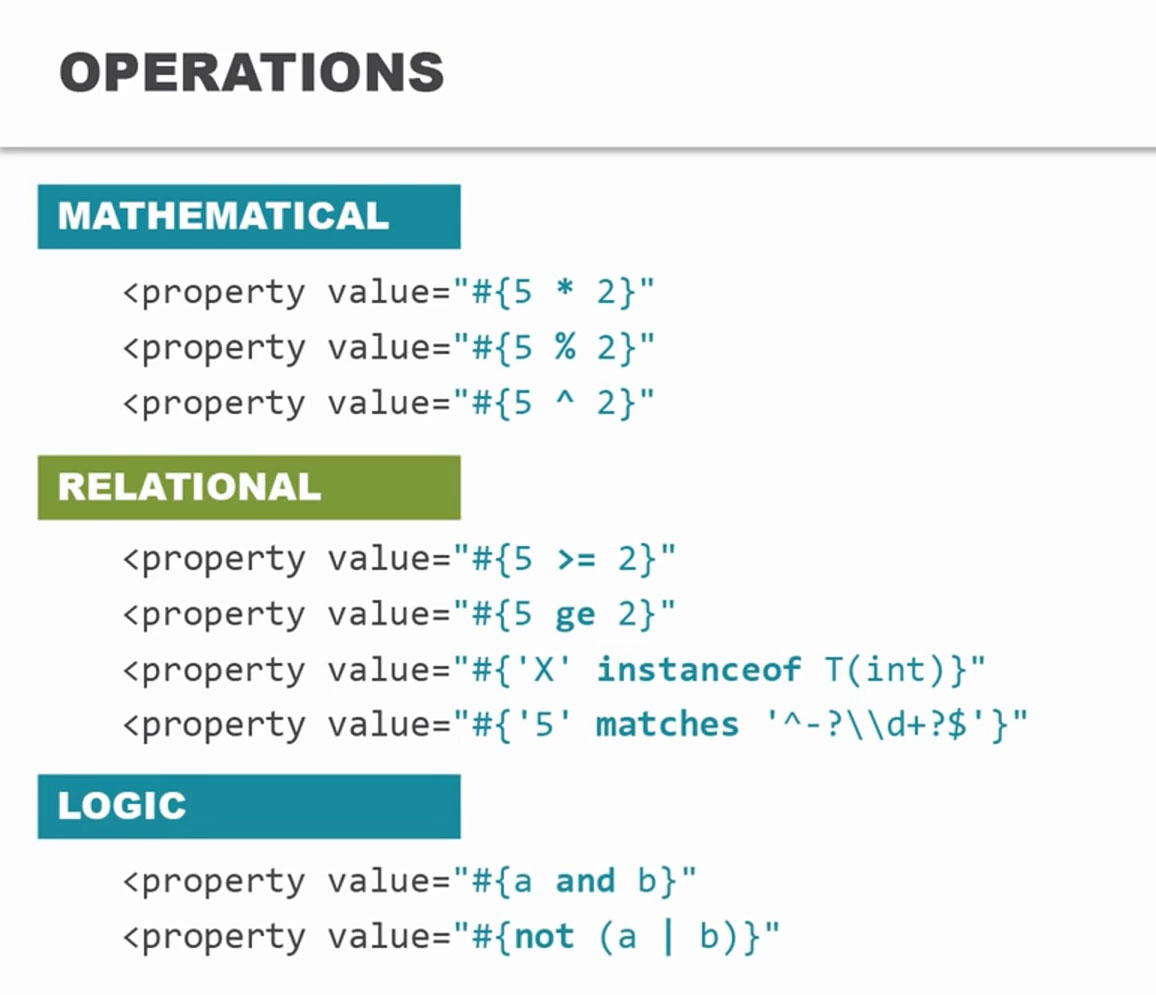 OPERATIONS
MATHEMATICAL
<property value="#{5 * 2}"
<property value="#{5 % 2}"
<property value="#{5 ^ 2}"
RELATIONAL
<property value="#{5 >= 2}"
<property value="#{5 ge 2}"
<property value="#{'X' instanceof T(int)}"
<property value="#{'5' matches '^-?\\d+?$'}"
LOGIC
<property value="#{a and b}"
<property value="#{not (a | b)}"